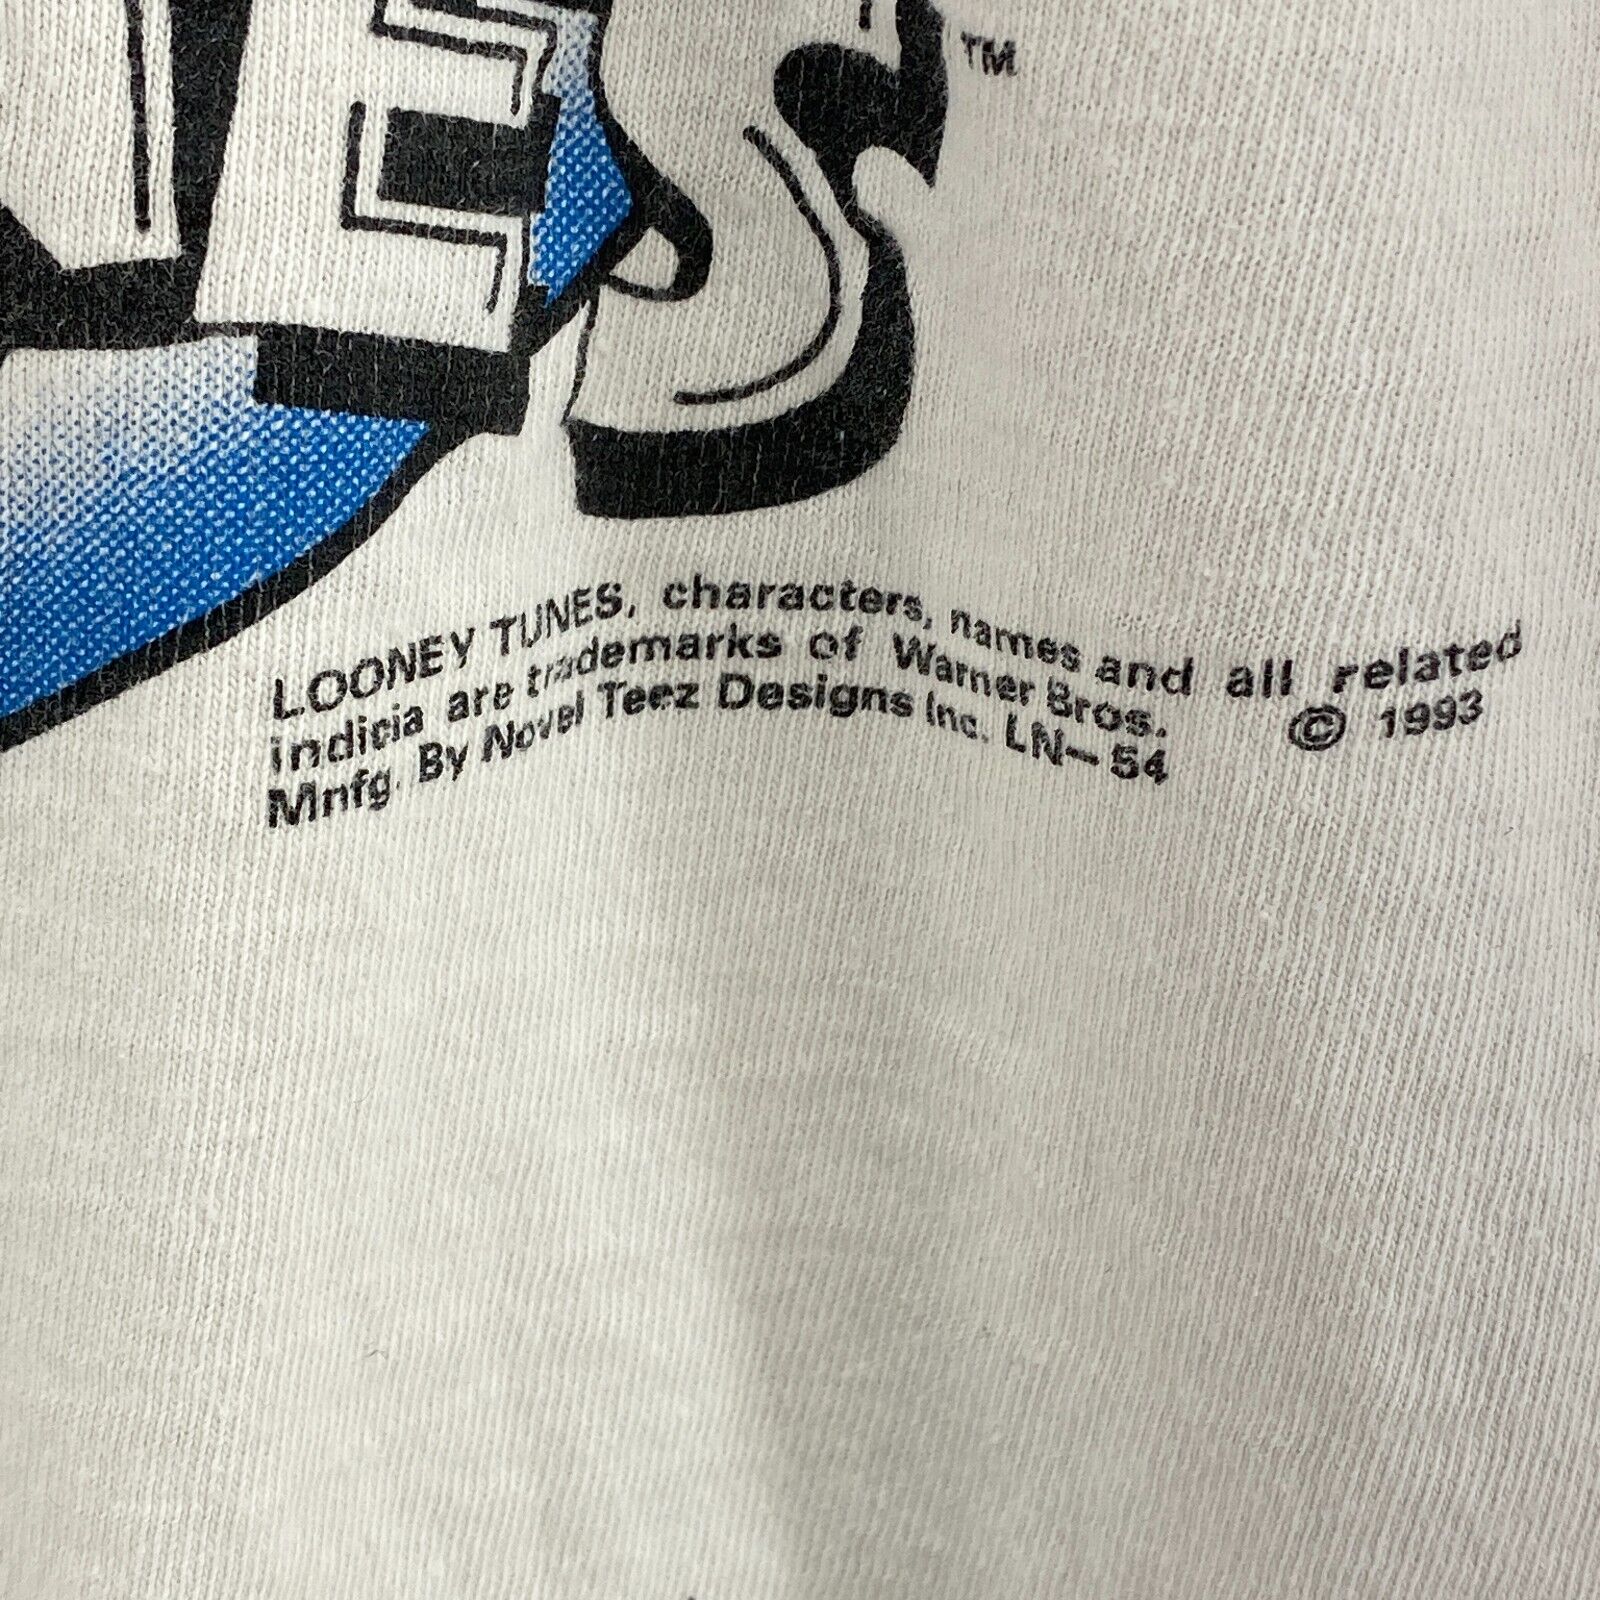 NES ™
LOONEY TUNES, characters, names and all related
indicia are trademarks of Warner Bros. © 1993
Mnfg. By Novel Teez Designs Inc. LN-54